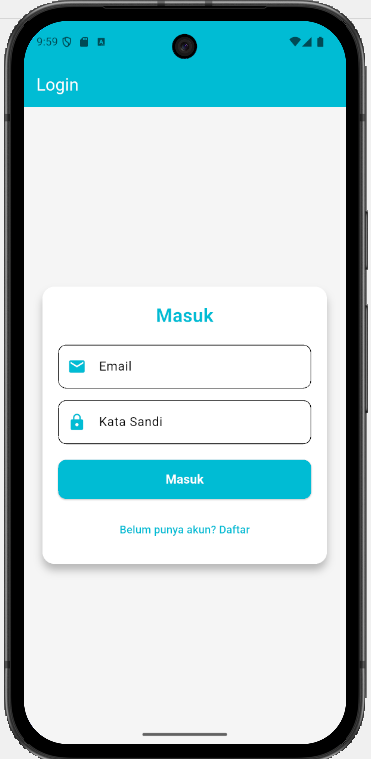 9:59
Login
Masuk
Email
Kata Sandi
Masuk
Belum punya akun? Daftar